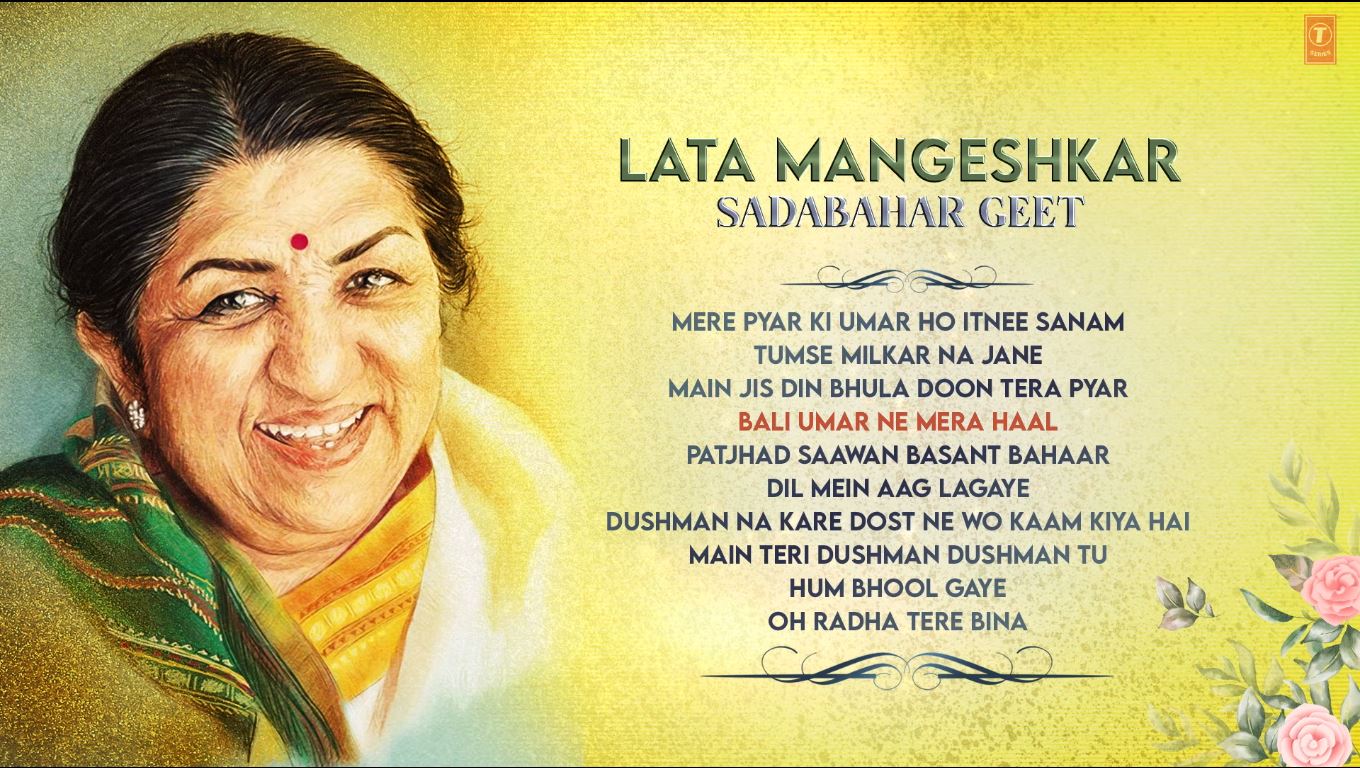 T
SERIES
LATA MANGESHKAR
SADABAHAR GEET
MERE PYAR KI UMAR HO ITNEE SANAM
TUMSE MILKAR NA JANE
MAIN JIS DIN BHULA DOON TERA PYAR
BALI UMAR NE MERA HAAL
PATJHAD SAAWAN BASANT BAHAAR
DIL MEIN AAG LAGAYE
DUSHMAN NA KARE DOST NE WO KAAM KIYA HAI
MAIN TERI DUSHMAN DUSHMAN TU
HUM BHOOL GAYE
OH RADHA TERE BINA